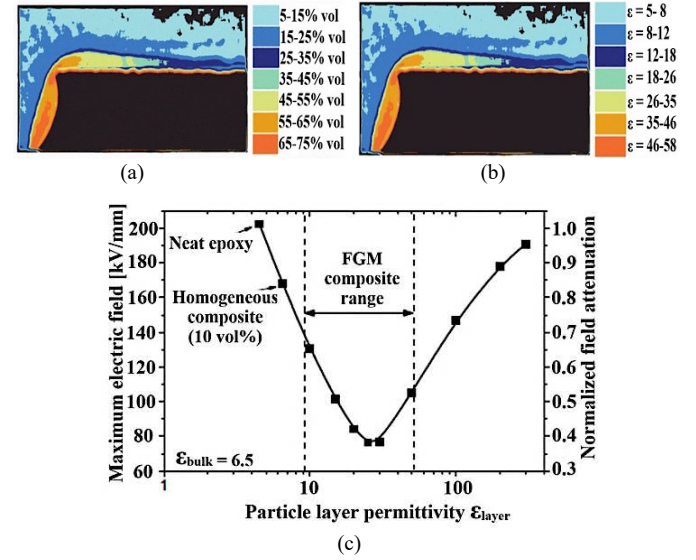 5-15% vol
15-25% vol
25-35% vol
35-45% vol
45-55% vol
55-65% vol
65-75% vol
(a)
ε = 5- 8
ε = 8-12
ε = 12-18
ε = 18-26
ε = 26-35
ε = 35-46
ε = 46-58
(b)
Maximum electric field [kV/mm]
200
180
160
140
120
100
80
60
Neat epoxy
Homogeneous
composite
(10 vol%)
FGM
composite
range
εbulk = 6.5
1.0
0.9
0.8
0.7
0.6
0.5
0.4
0.3
Normalized field attenuation
1
10
100
Particle layer permittivity εlayer
(c)